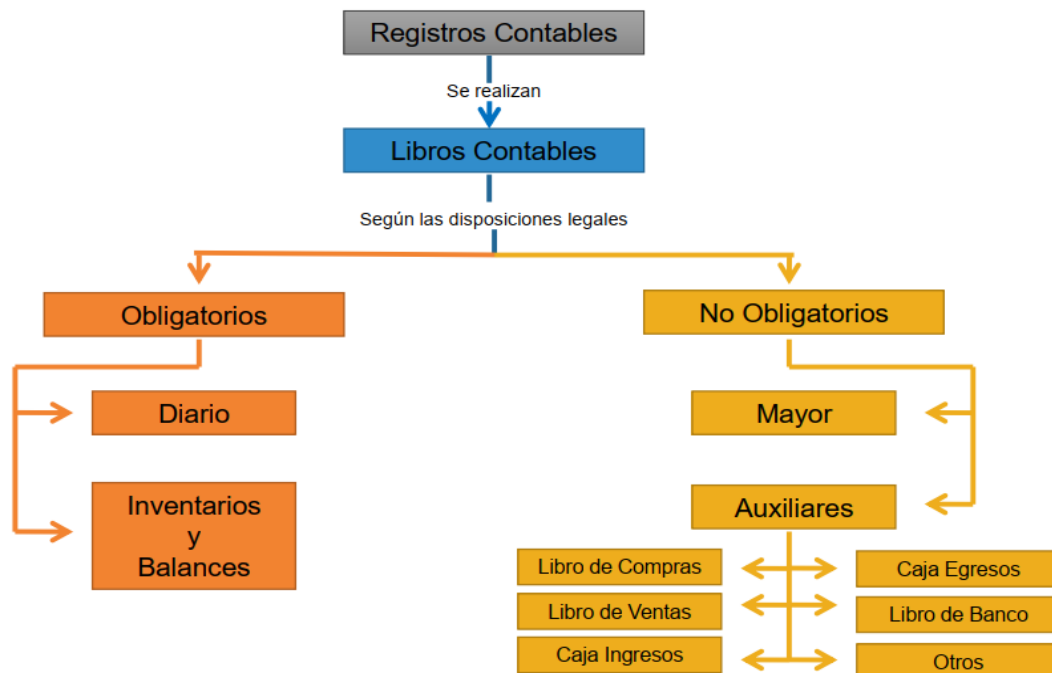 Registros Contables
Se realizan
Libros Contables
Según las disposiciones legales
Obligatorios
No Obligatorios
Diario
Mayor
Inventarios
y
Balances
Auxiliares
Libro de Compras
Caja Egresos
Libro de Ventas
Libro de Banco
Caja Ingresos
Otros